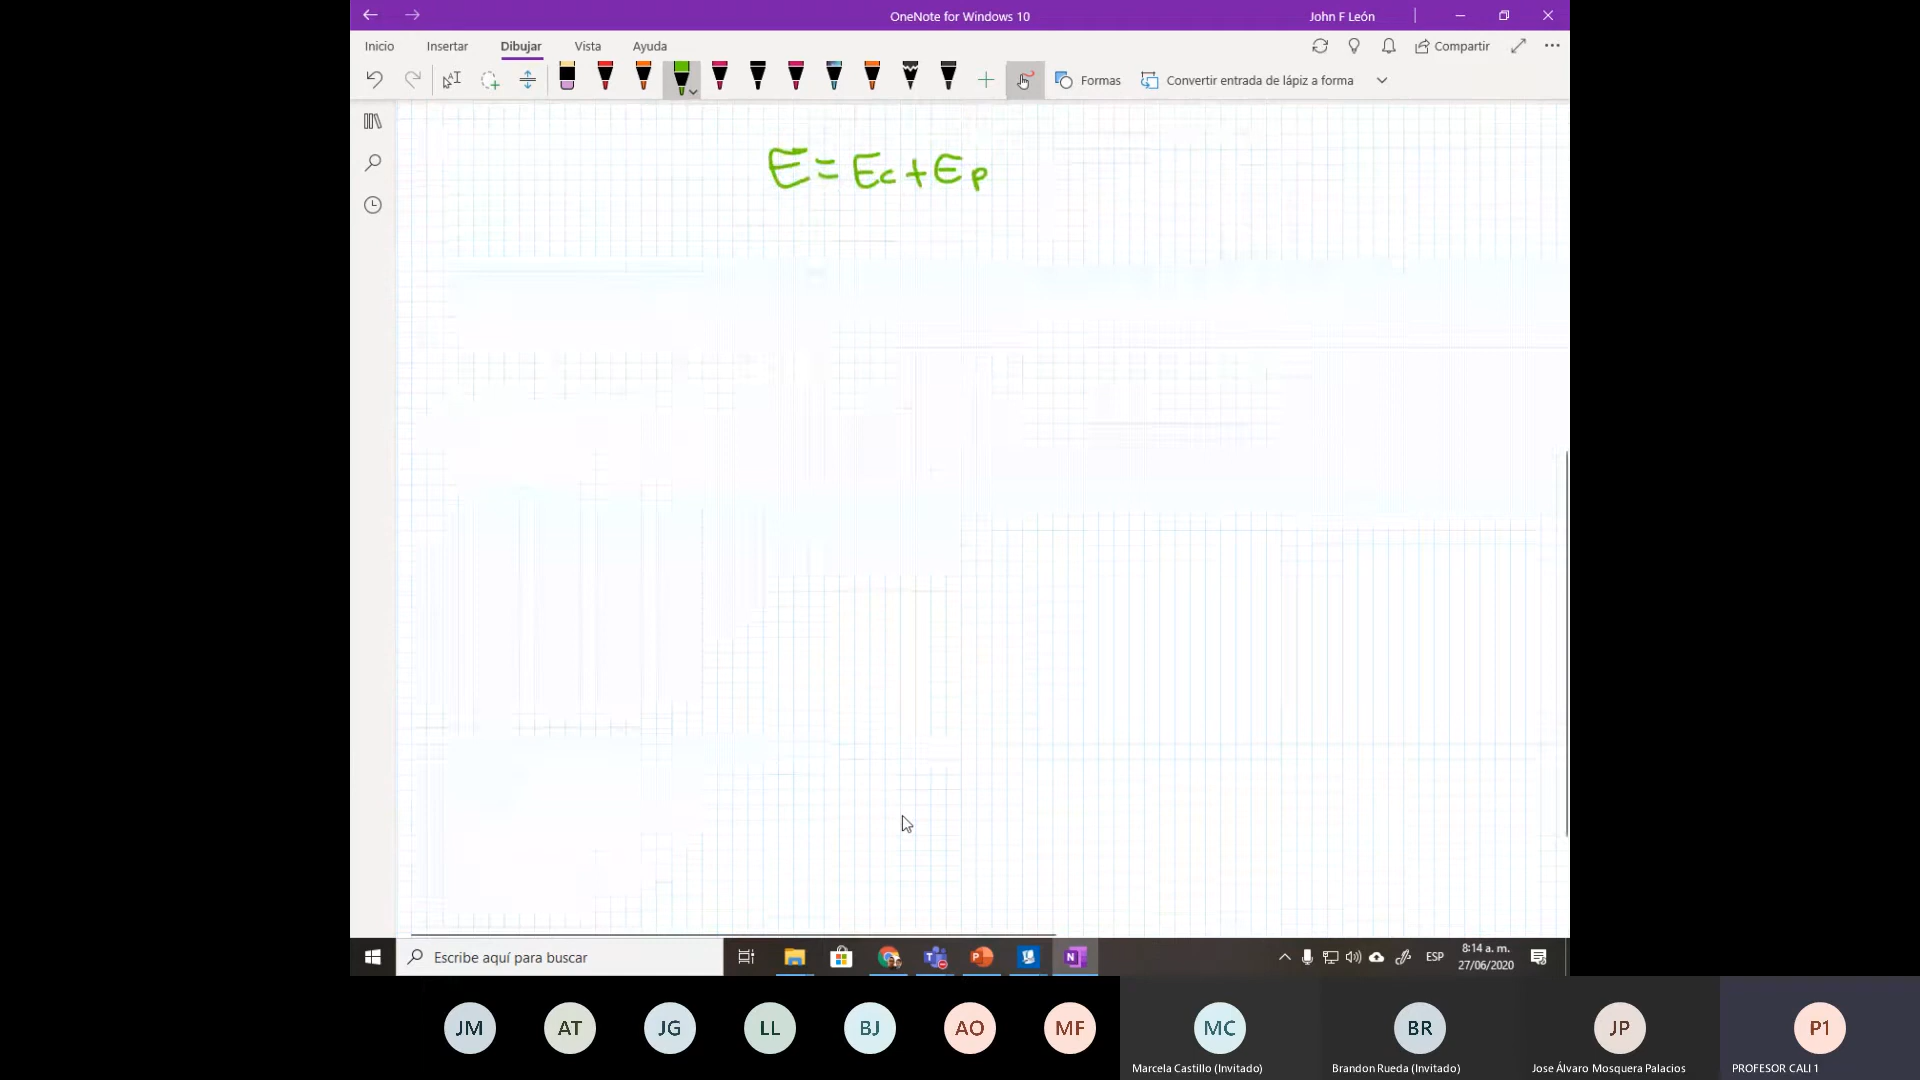 OneNote for Windows 10
John F León
Inicio
Insertar
Dibujar
Vista
Ayuda
Compartir
Formas
Convertir entrada de lápiz a forma
E = Ec + Ep
Escribe aquí para buscar
ESP
8:14 a. m.
27/06/2020
JM
AT
JG
LL
BJ
AO
MF
MC
BR
JP
P1
Marcela Castillo (Invitado)
Brandon Rueda (Invitado)
Jose Álvaro Mosquera Palacios
PROFESOR CALI 1